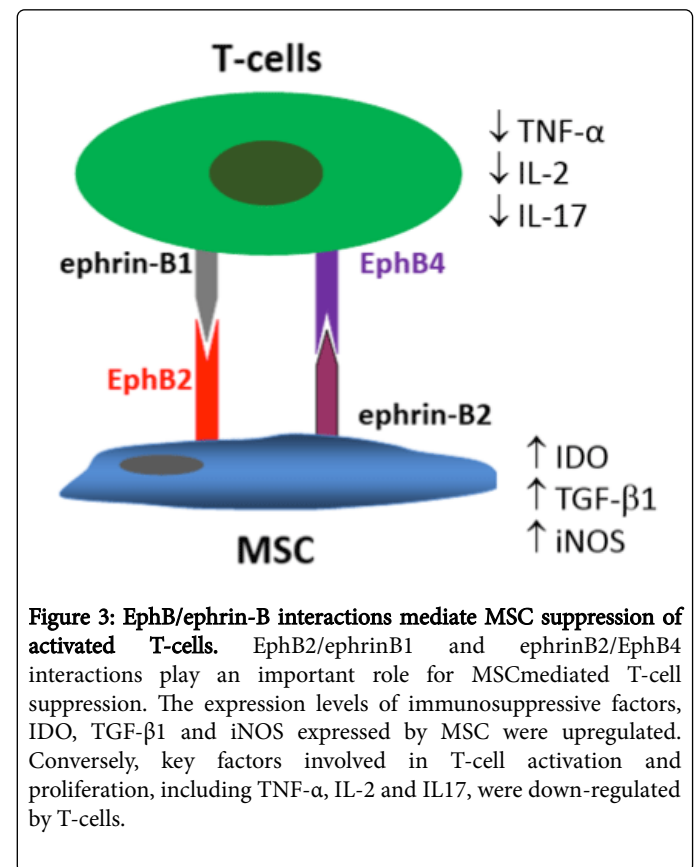 T-cells
↓ TNF-α
↓ IL-2
↓ IL-17
ephrin-B1
EphB4
EphB2
ephrin-B2
↑ IDO
↑ TGF-β1
↑ iNOS
MSC
Figure 3: EphB/ephrin-B interactions mediate MSC suppression of
activated T-cells. EphB2/ephrinB1 and ephrinB2/EphB4
interactions play an important role for MSCmediated T-cell
suppression. The expression levels of immunosuppressive factors,
IDO, TGF-β1 and iNOS expressed by MSC were upregulated.
Conversely, key factors involved in T-cell activation and
proliferation, including TNF-α, IL-2 and IL17, were down-regulated
by T-cells.